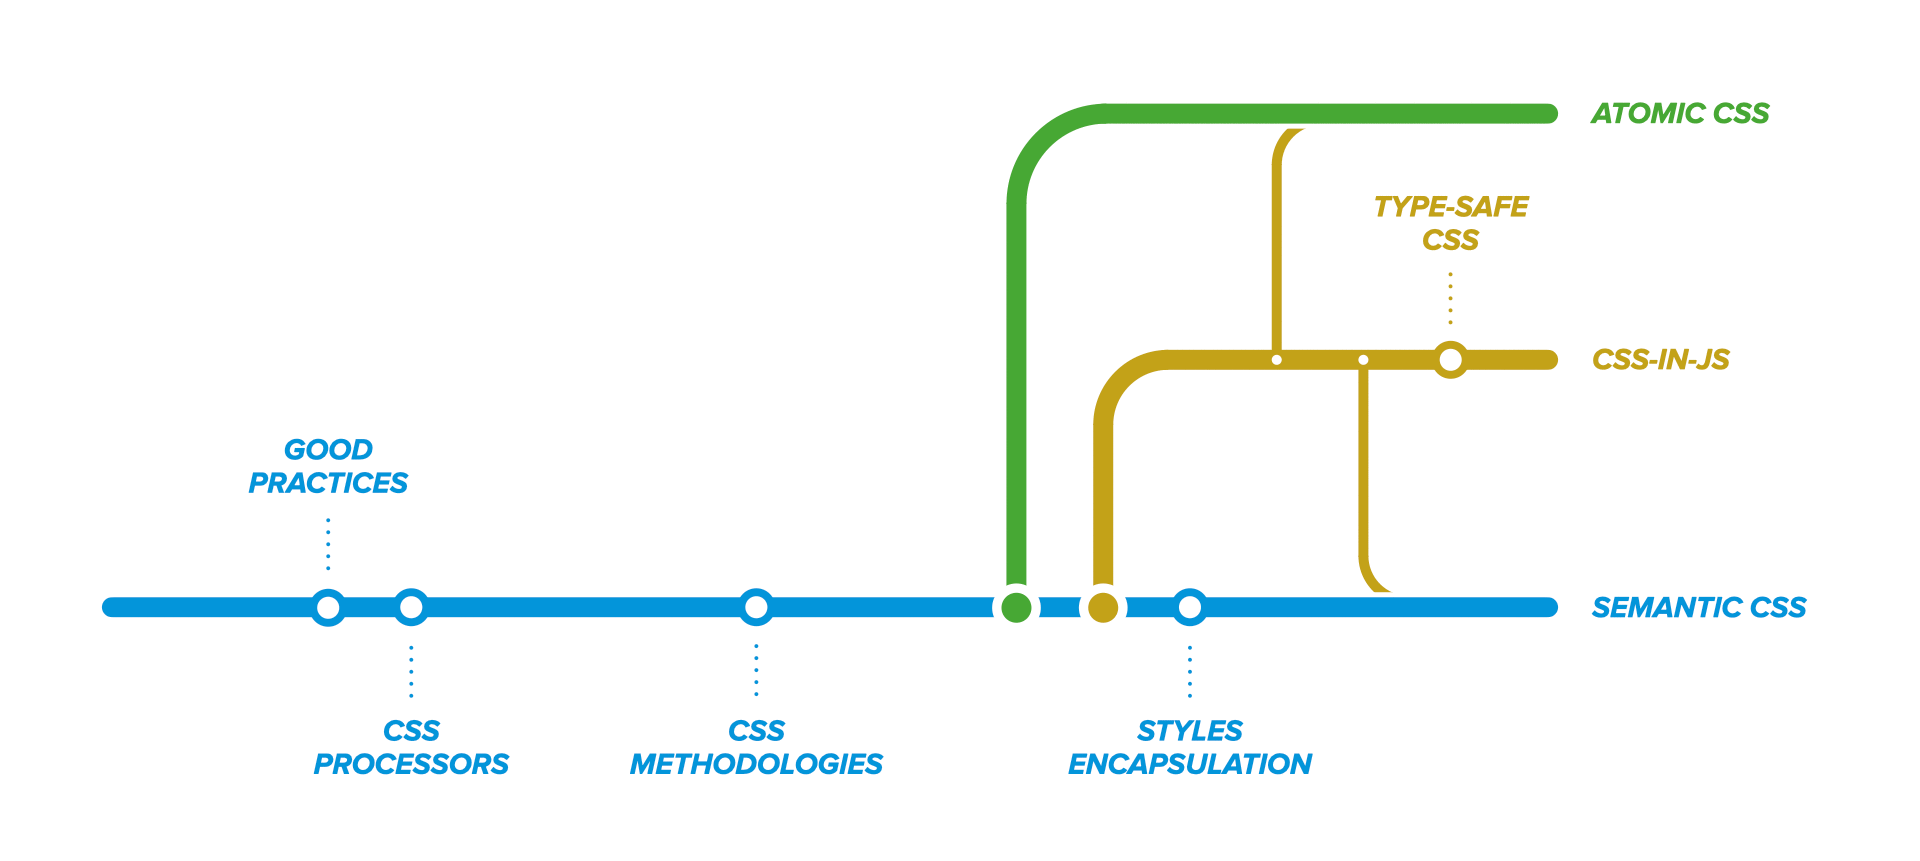 ATOMIC CSS
TYPE-SAFE
CSS
CSS-IN-JS
GOOD
PRACTICES
SEMANTIC CSS
CSS
PROCESSORS
CSS
METHODOLOGIES
STYLES
ENCAPSULATION